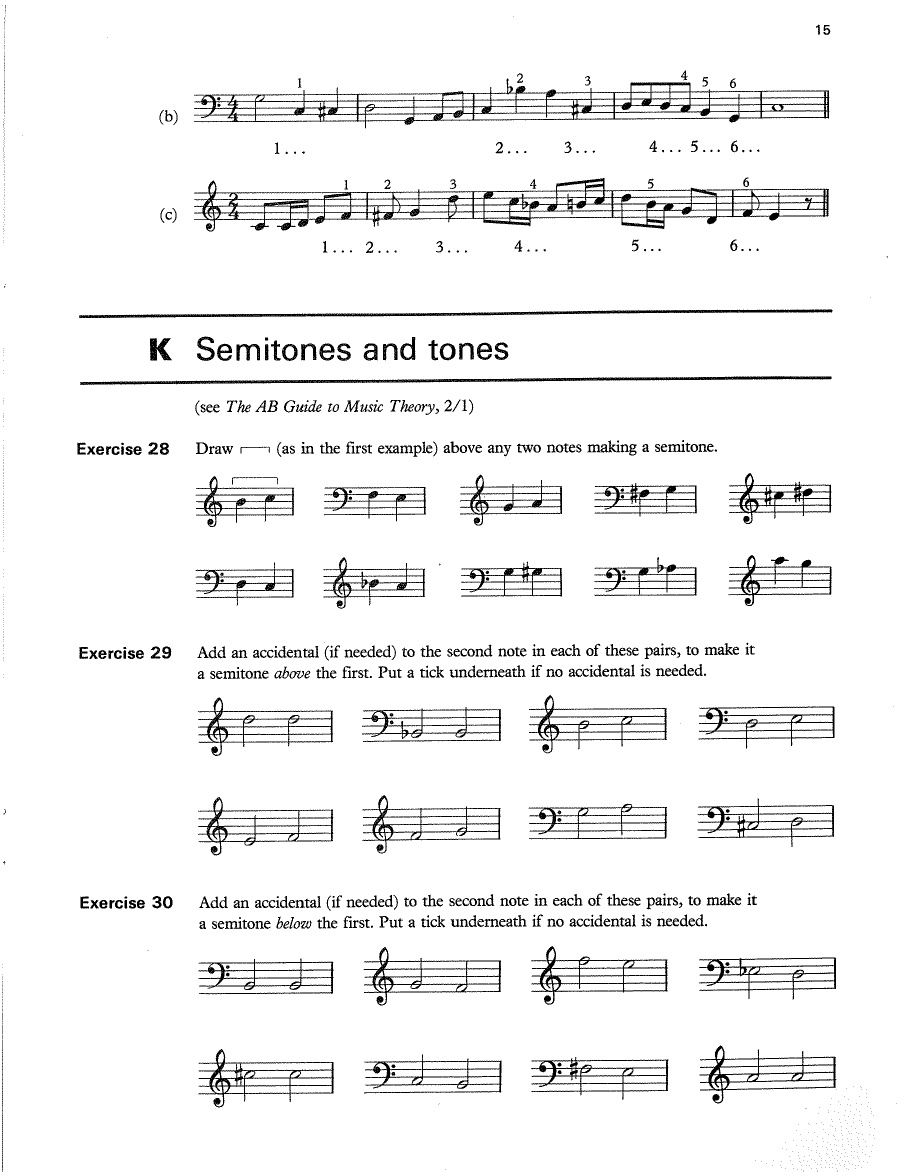 15
1 2 3 4 5 6
(b)
1... 2... 3... 4... 5... 6...
1 2 3 4 5 6
(c)
1... 2... 3... 4... 5... 6...
K Semitones and tones
(see The AB Guide to Music Theory, 2/1)
Exercise 28 Draw (as in the first example) above any two notes making a semitone.
Exercise 29 Add an accidental (if needed) to the second note in each of these pairs, to make it
a semitone above the first. Put a tick underneath if no accidental is needed.
Exercise 30 Add an accidental (if needed) to the second note in each of these pairs, to make it
a semitone below the first. Put a tick underneath if no accidental is needed.